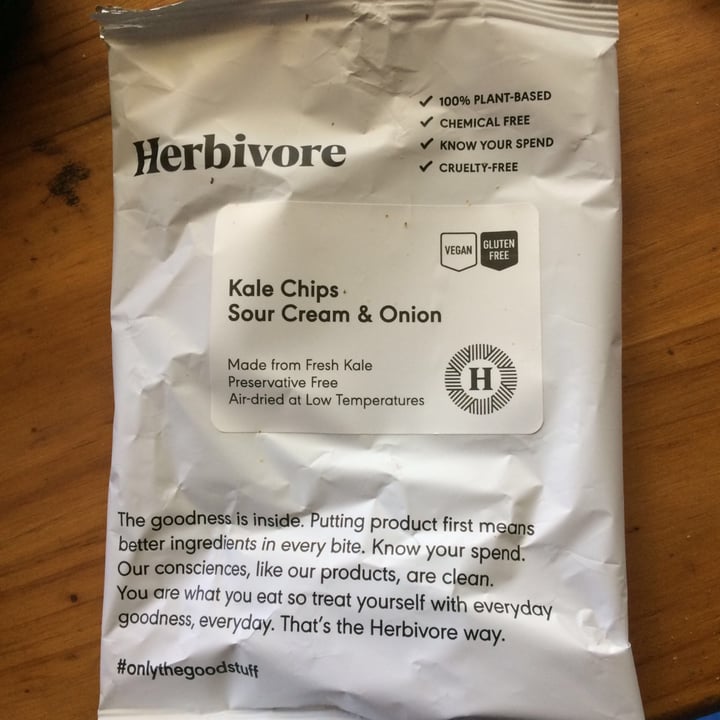 Herbivore
✓ 100% PLANT-BASED
✓ CHEMICAL FREE
✓ KNOW YOUR SPEND
✓ CRUELTY-FREE
VEGAN
GLUTEN
FREE
Kale Chips
Sour Cream & Onion
Made from Fresh Kale
Preservative Free
Air-dried at Low Temperatures
H
The goodness is inside. Putting product first means
better ingredients in every bite. Know your spend.
Our consciences, like our products, are clean.
You are what you eat so treat yourself with everyday
goodness, everyday. That's the Herbivore way.
#onlythegoodstuff